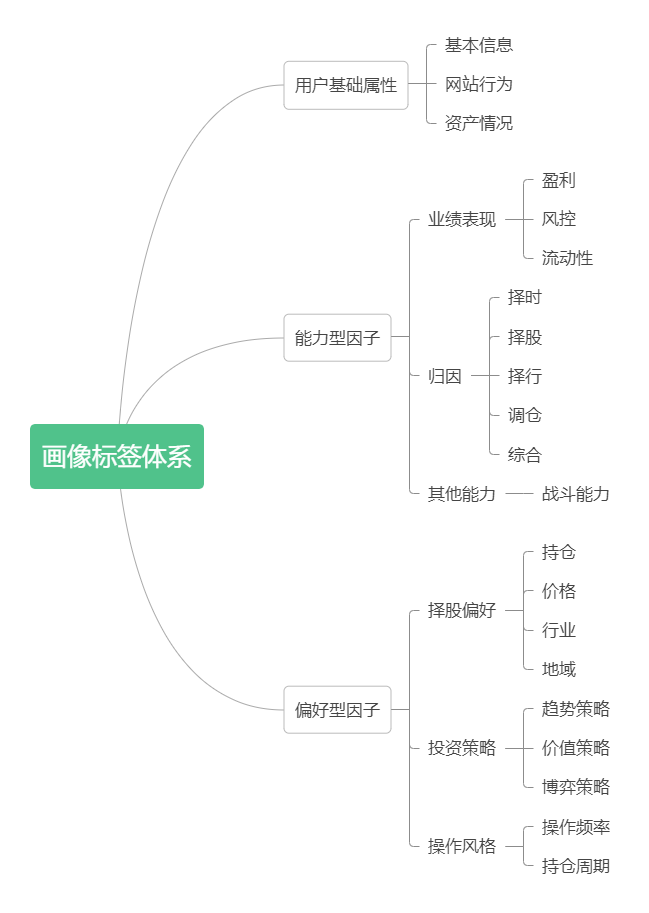 画像标签体系
用户基础属性
基本信息
网站行为
资产情况
能力型因子
业绩表现
盈利
风控
流动性
归因
择时
择股
择行
调仓
综合
其他能力
战斗能力
偏好型因子
择股偏好
持仓
价格
行业
地域
投资策略
趋势策略
价值策略
博弈策略
操作风格
操作频率
持仓周期